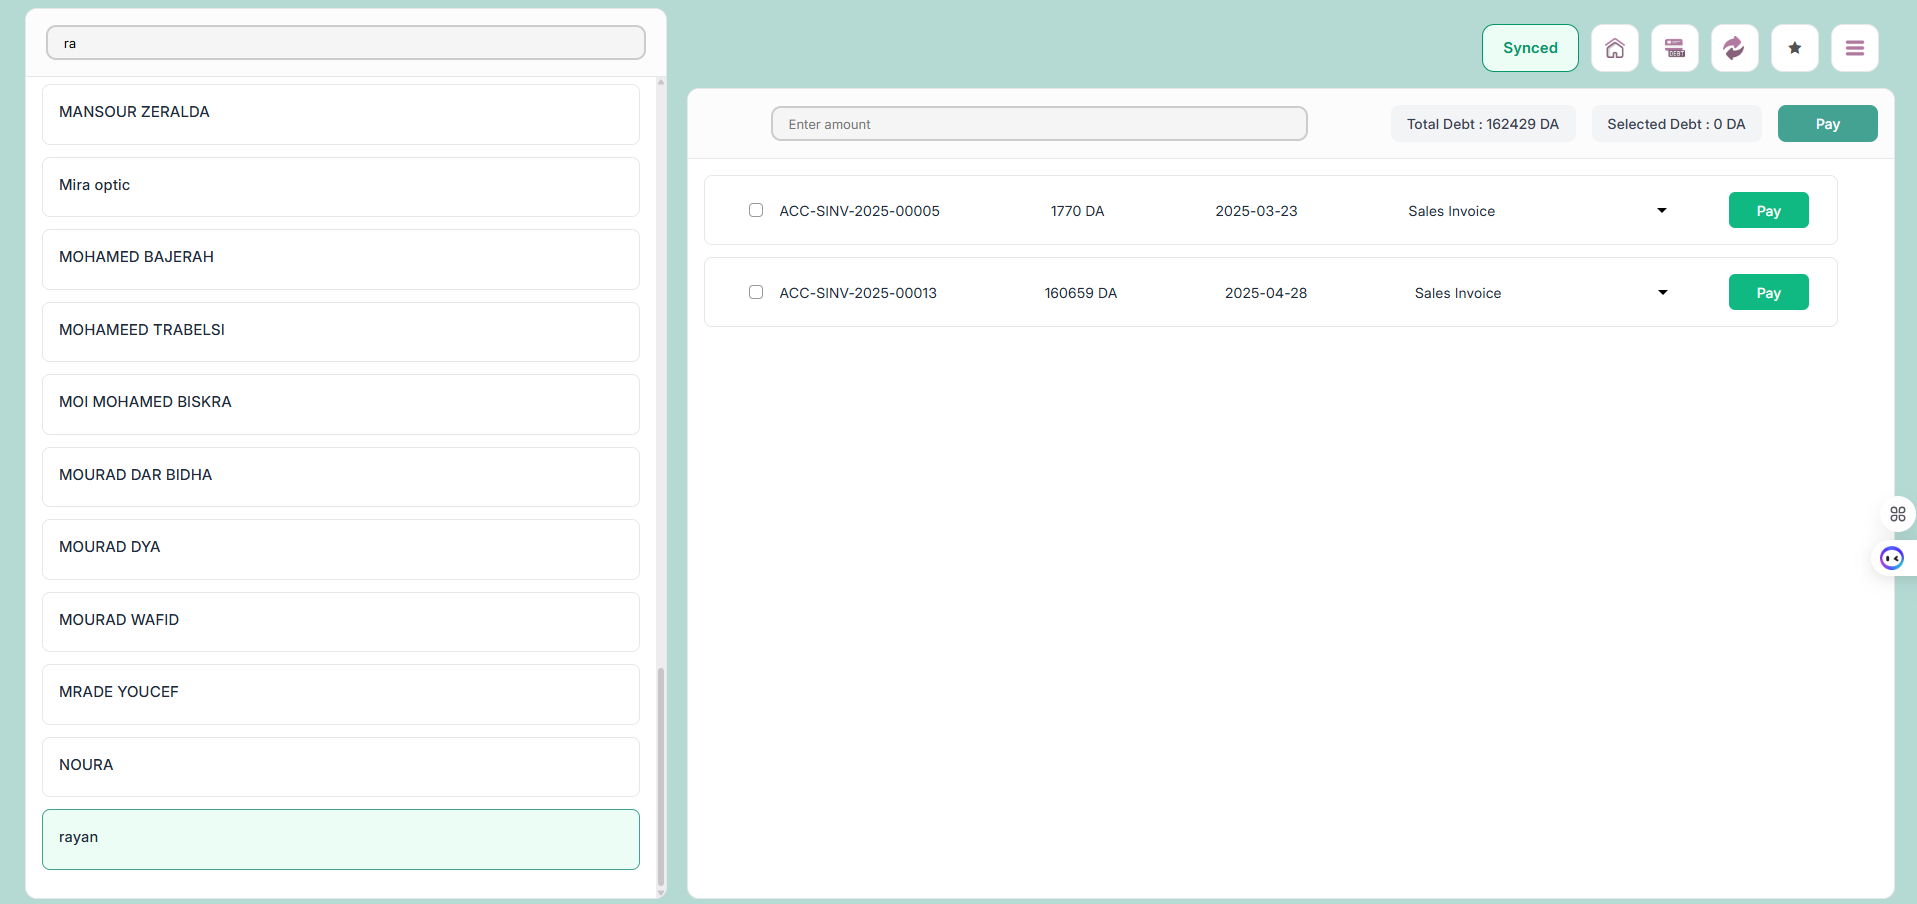 ra
MANSOUR ZERALDA
Mira optic
MOHAMED BAJERAH
MOHAMEED TRABELSI
MOI MOHAMED BISKRA
MOURAD DAR BIDHA
MOURAD DYA
MOURAD WAFID
MRADE YOUCEF
NOURA
rayan
Synced
DEBT
Enter amount
Total Debt : 162429 DA
Selected Debt : 0 DA
Pay
ACC-SINV-2025-00005 1770 DA 2025-03-23 Sales Invoice Pay
ACC-SINV-2025-00013 160659 DA 2025-04-28 Sales Invoice Pay